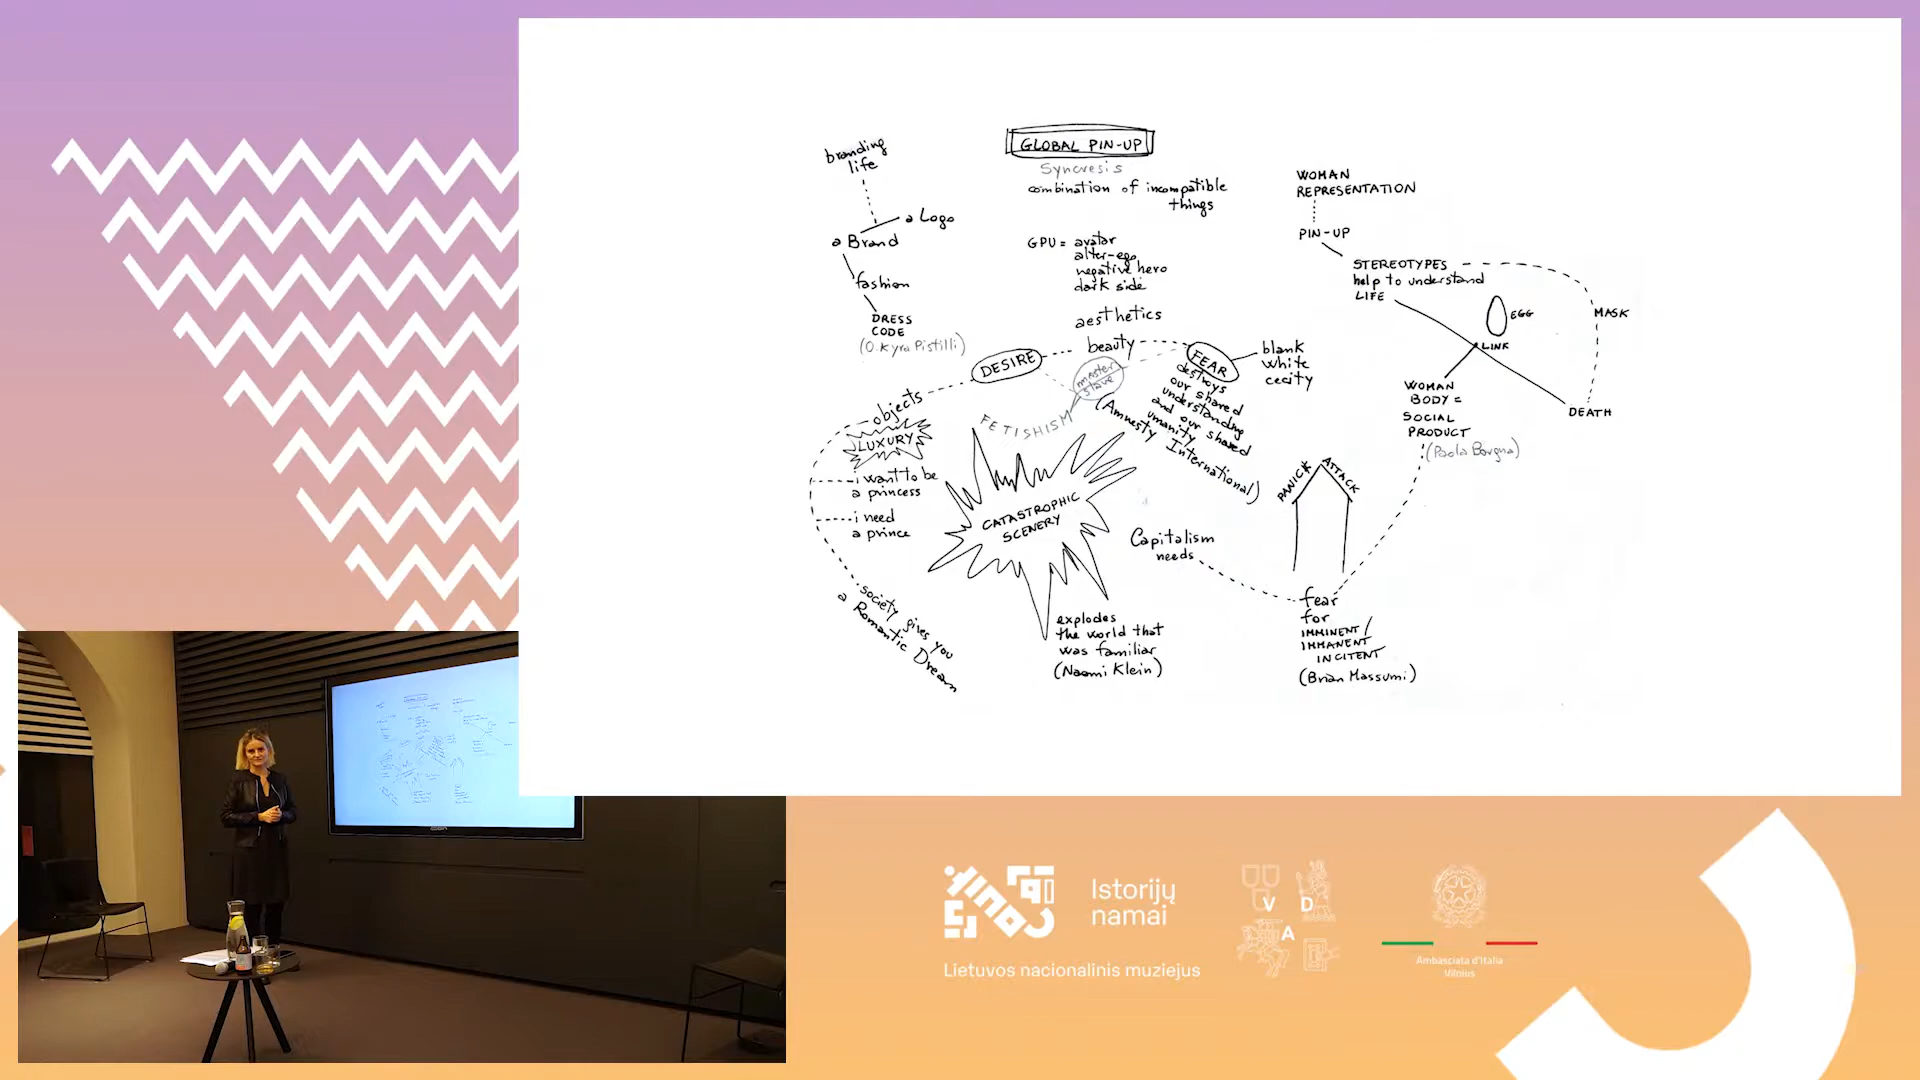 GLOBAL PIN-UP
Syncresis
combination of incompatible
things
GPU = avatar
alter-ego
negative hero
dark side
aesthetics
beauty
branding
life
a Logo
a Brand
fashion
DRESS
CODE
(O. Kyra Pistilli)
DESIRE
objects
LUXURY
i want to be
a princess
i need
a prince
society gives you
a Romantic Dream
master
slave
FETISHISM
CATASTROPHIC
SCENERY
explodes
the world that
was familiar
(Naomi Klein)
FEAR
destroys
our shared
understanding
and our shared
umanity
(Amnesty International)
blank
white
cecity
Capitalism
needs
WOMAN
REPRESENTATION
PIN-UP
STEREOTYPES
help to understand
LIFE
EGG
LINK
MASK
DEATH
WOMAN
BODY =
SOCIAL
PRODUCT
(Paola Borgna)
PANICK ATTACK
fear
for
IMMINENT /
IMMANENT
INCITENT
(Brian Massumi)
Istorijų
namai
Lietuvos nacionalinis muziejus
V D
A
Ambasciata d'Italia
Vilnius